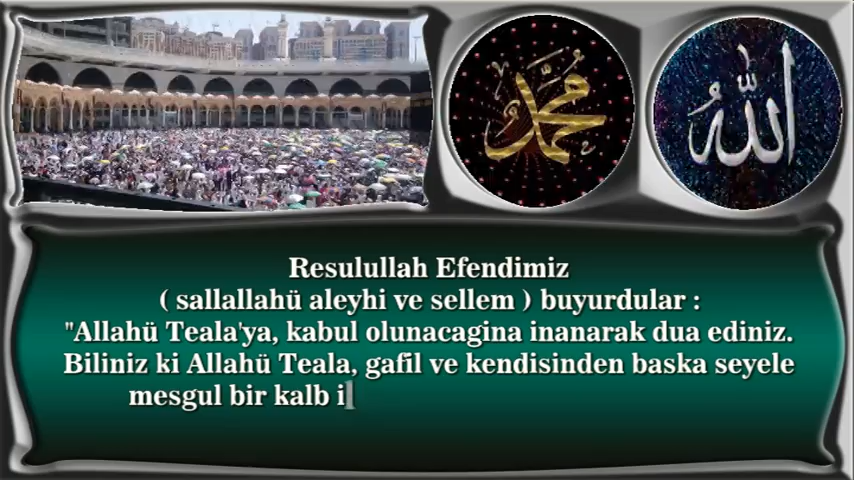 محمد
الله
Resulullah Efendimiz
( sallallahü aleyhi ve sellem ) buyurdular :
"Allahü Teala'ya, kabul olunacagina inanarak dua ediniz.
Biliniz ki Allahü Teala, gafil ve kendisinden baska seyele
mesgul bir kalb i